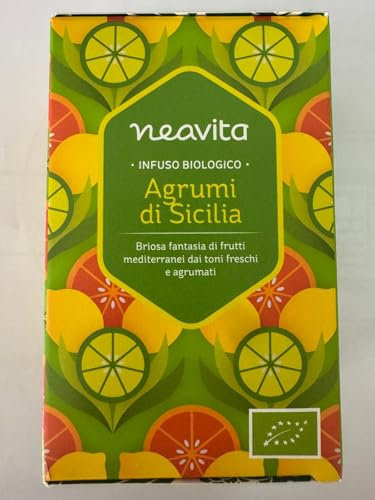 neavita
• INFUSO BIOLOGICO •
Agrumi
di Sicilia
Briosa fantasia di frutti
mediterranei dai toni freschi
e agrumati